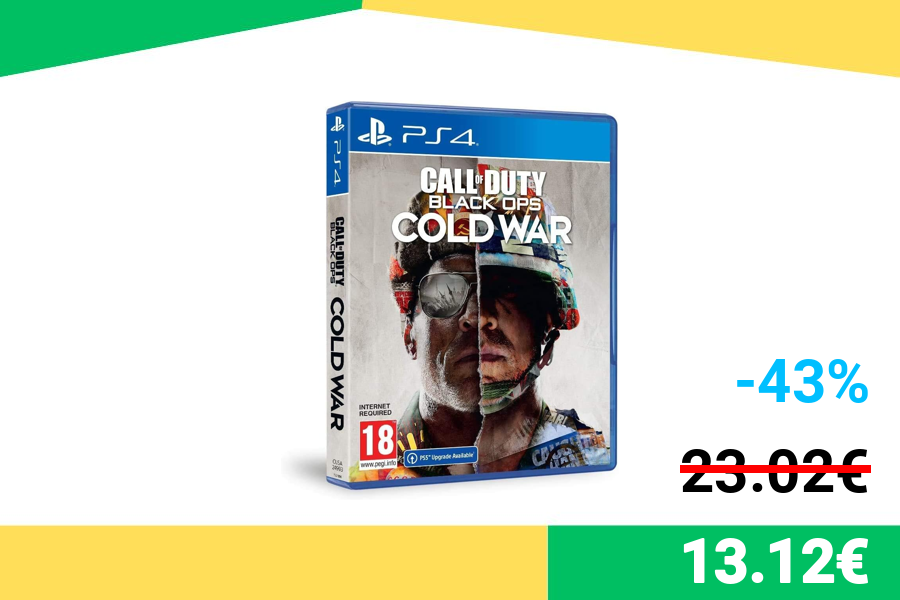 PS4
PS4
CALL OF DUTY
BLACK OPS
COLD WAR
CALL OF DUTY
BLACK OPS
COLD WAR
INTERNET
REQUIRED
18
www.pegi.info
PS5™ Upgrade Available
-43%
23.02€
13.12€